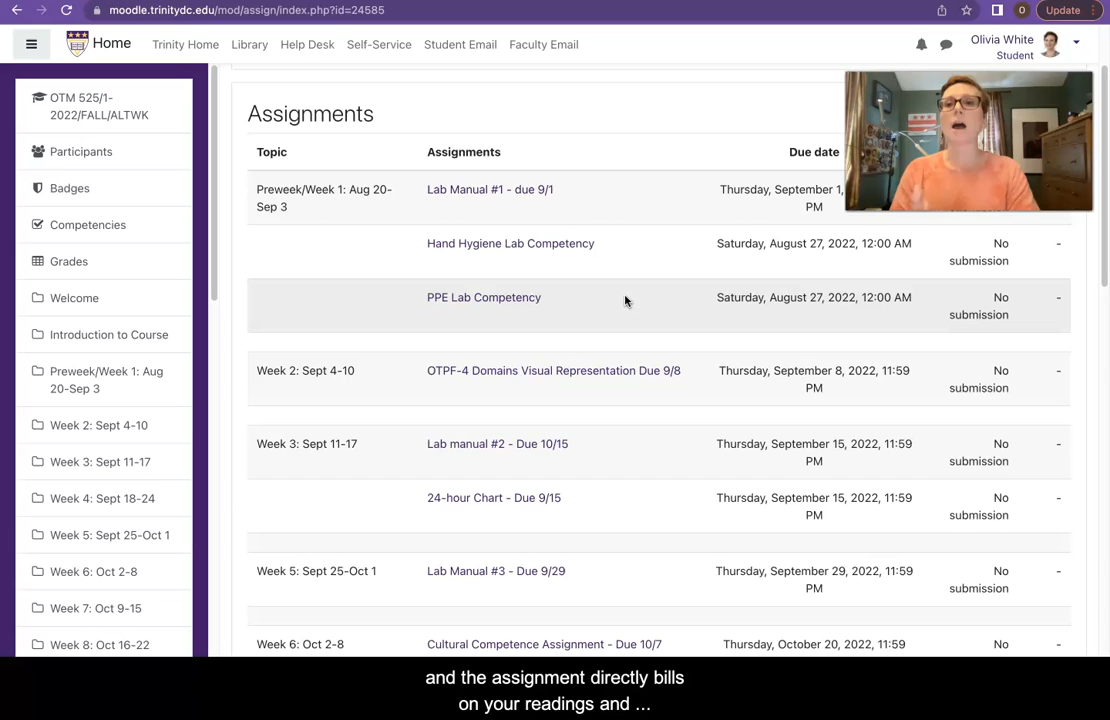 moodle.trinitydc.edu/mod/assign/index.php?id=24585
O
Update
Home
Trinity Home
Library
Help Desk
Self-Service
Student Email
Faculty Email
Olivia White
Student
OTM 525/1-
2022/FALL/ALTWK
Participants
Badges
Competencies
Grades
Welcome
Introduction to Course
Preweek/Week 1: Aug
20-Sep 3
Week 2: Sept 4-10
Week 3: Sept 11-17
Week 4: Sept 18-24
Week 5: Sept 25-Oct 1
Week 6: Oct 2-8
Week 7: Oct 9-15
Week 8: Oct 16-22
Assignments
Topic
Assignments
Due date
Preweek/Week 1: Aug 20-
Sep 3
Lab Manual #1 - due 9/1
Thursday, September 1,
PM
Hand Hygiene Lab Competency
Saturday, August 27, 2022, 12:00 AM
No
submission
-
PPE Lab Competency
Saturday, August 27, 2022, 12:00 AM
No
submission
-
Week 2: Sept 4-10
OTPF-4 Domains Visual Representation Due 9/8
Thursday, September 8, 2022, 11:59
PM
No
submission
-
Week 3: Sept 11-17
Lab manual #2 - Due 10/15
Thursday, September 15, 2022, 11:59
PM
No
submission
-
24-hour Chart - Due 9/15
Thursday, September 15, 2022, 11:59
PM
No
submission
-
Week 5: Sept 25-Oct 1
Lab Manual #3 - Due 9/29
Thursday, September 29, 2022, 11:59
PM
No
submission
-
Week 6: Oct 2-8
Cultural Competence Assignment - Due 10/7
Thursday, October 20, 2022, 11:59
No
-
and the assignment directly bills
on your readings and ...